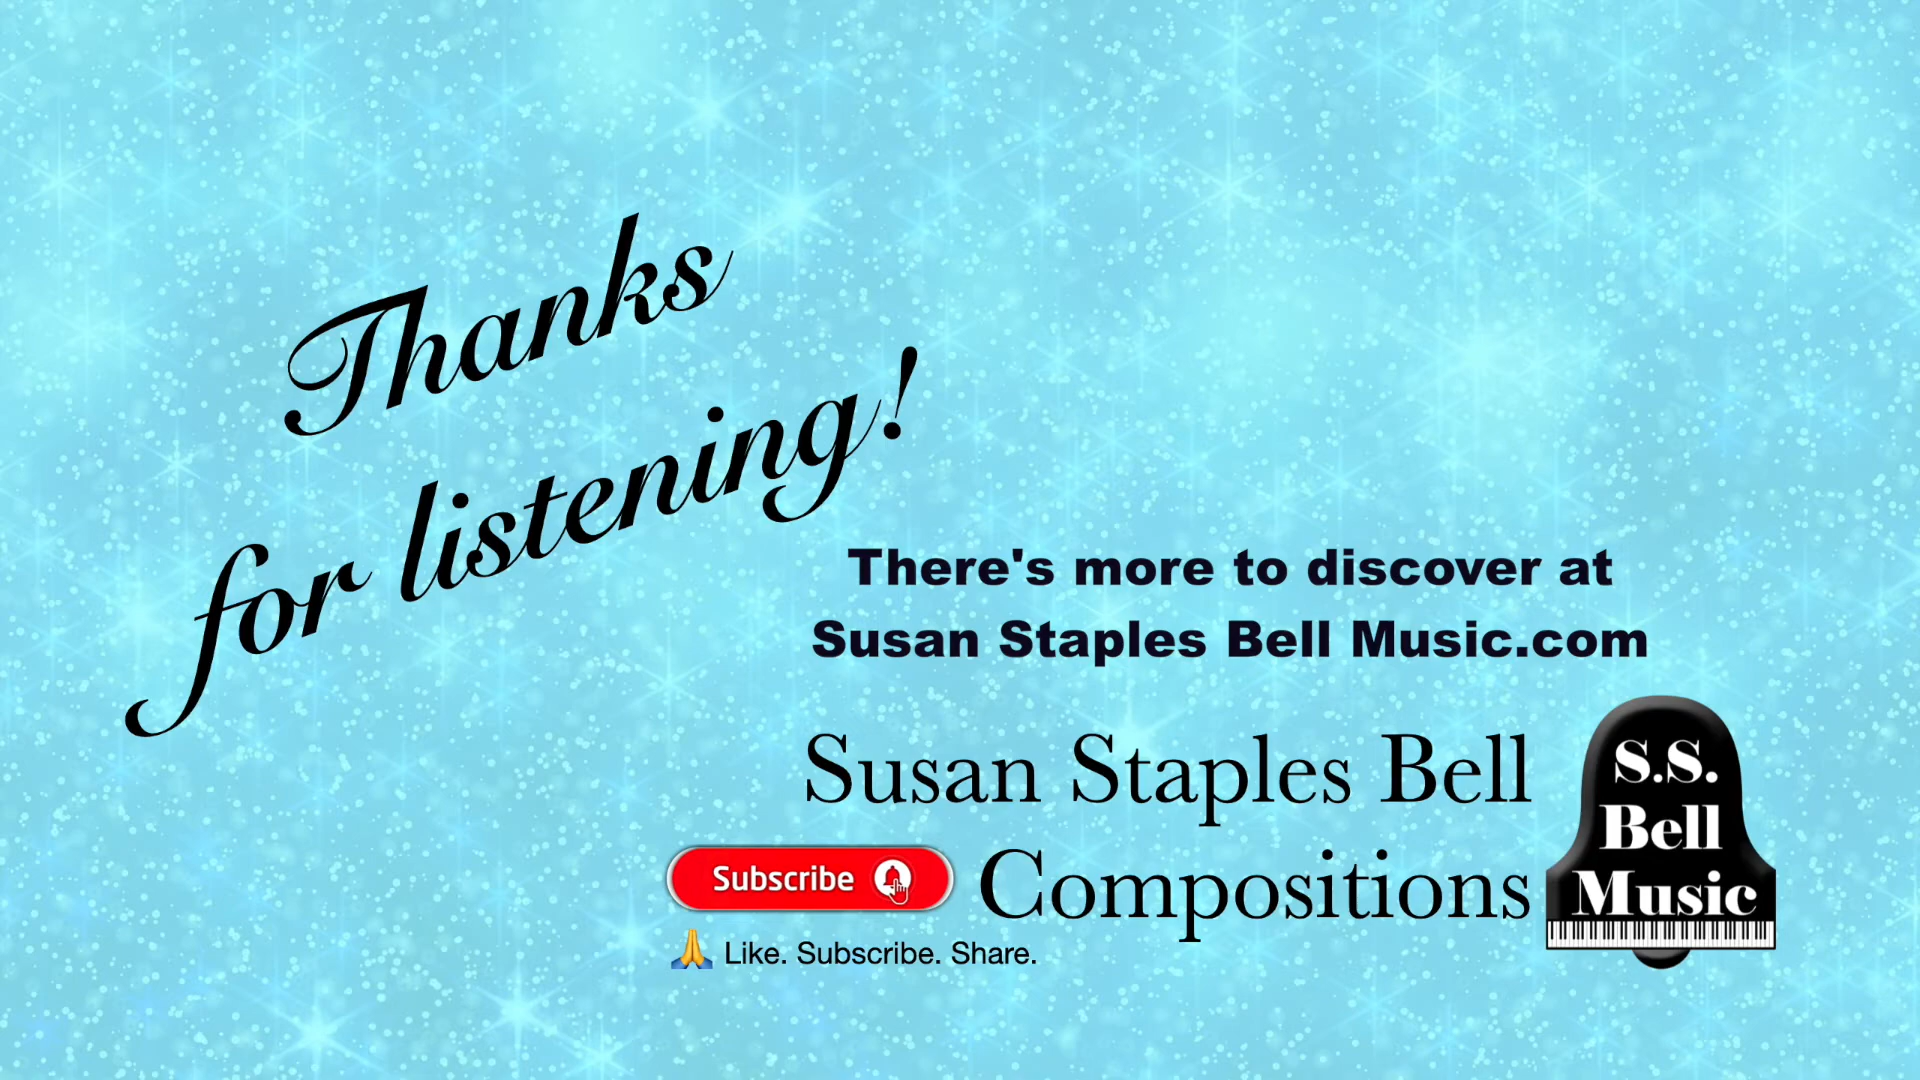 Thanks
for listening!
There's more to discover at
Susan Staples Bell Music.com
Susan Staples Bell
Compositions
S.S.
Bell
Music
Subscribe
🙏 Like. Subscribe. Share.